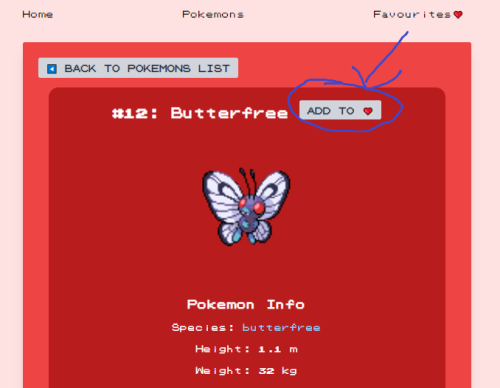 Home Pokemons Favourites❤
◀ BACK TO POKEMONS LIST
#12: Butterfree ADD TO ❤
Pokemon Info
Species: butterfree
Height: 1.1 m
Weight: 32 kg